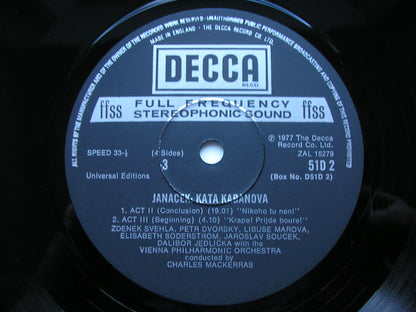 ALL RIGHTS OF THE MANUFACTURER AND OF THE OWNER OF THE RECORDED WORK RESERVED · UNAUTHORISED PUBLIC PERFORMANCE BROADCASTING AND COPYING OF THIS RECORD PROHIBITED
MADE IN ENGLAND · THE DECCA RECORD CO. LTD.
DECCA
REGD
ffss FULL FREQUENCY STEREOPHONIC SOUND ffss
SPEED 33⅓
(4 Sides)
3
Universal Editions
℗ 1977 The Decca
Record Co. Ltd.
ZAL 15279
51D 2
(Box No. D51D 2)
JANACEK: KATA KABANOVA
1. ACT II (Conclusion) (19.01) "Nikoho tu neni"
2. ACT III (Beginning) (4.10) "Krape! Prijde boure!"
ZDENEK SVEHLA, PETR DVORSKY, LIBUSE MAROVA,
ELISABETH SODERSTROM, JAROSLAV SOUCEK,
DALIBOR JEDLICKA with the
VIENNA PHILHARMONIC ORCHESTRA
conducted by
CHARLES MACKERRAS